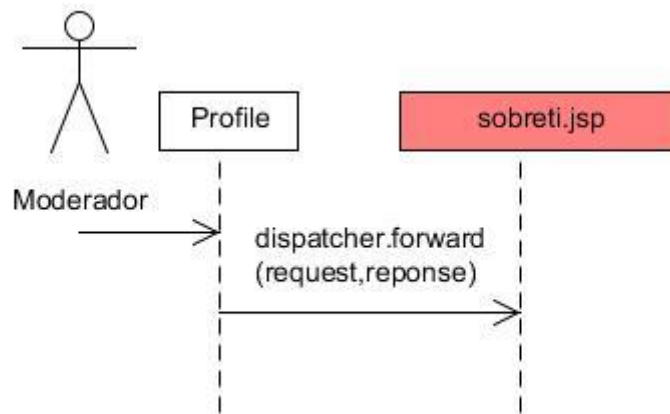 Profile
sobreti.jsp
Moderador
dispatcher.forward
(request,reponse)